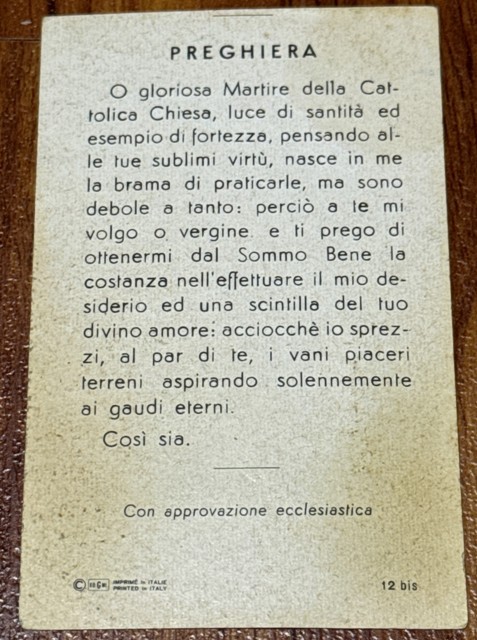 PREGHIERA
O gloriosa Martire della Cat-
tolica Chiesa, luce di santità ed
esempio di fortezza, pensando al-
le tue sublimi virtù, nasce in me
la brama di praticarle, ma sono
debole a tanto: perciò a te mi
volgo o vergine. e ti prego di
ottenermi dal Sommo Bene la
costanza nell'effettuare il mio de-
siderio ed una scintilla del tuo
divino amore: acciocchè io sprez-
zi, al par di te, i vani piaceri
terreni aspirando solennemente
ai gaudi eterni.
Così sia.
Con approvazione ecclesiastica
©
IMPRIMÉ in ITALIE
PRINTED in ITALY
12 bis